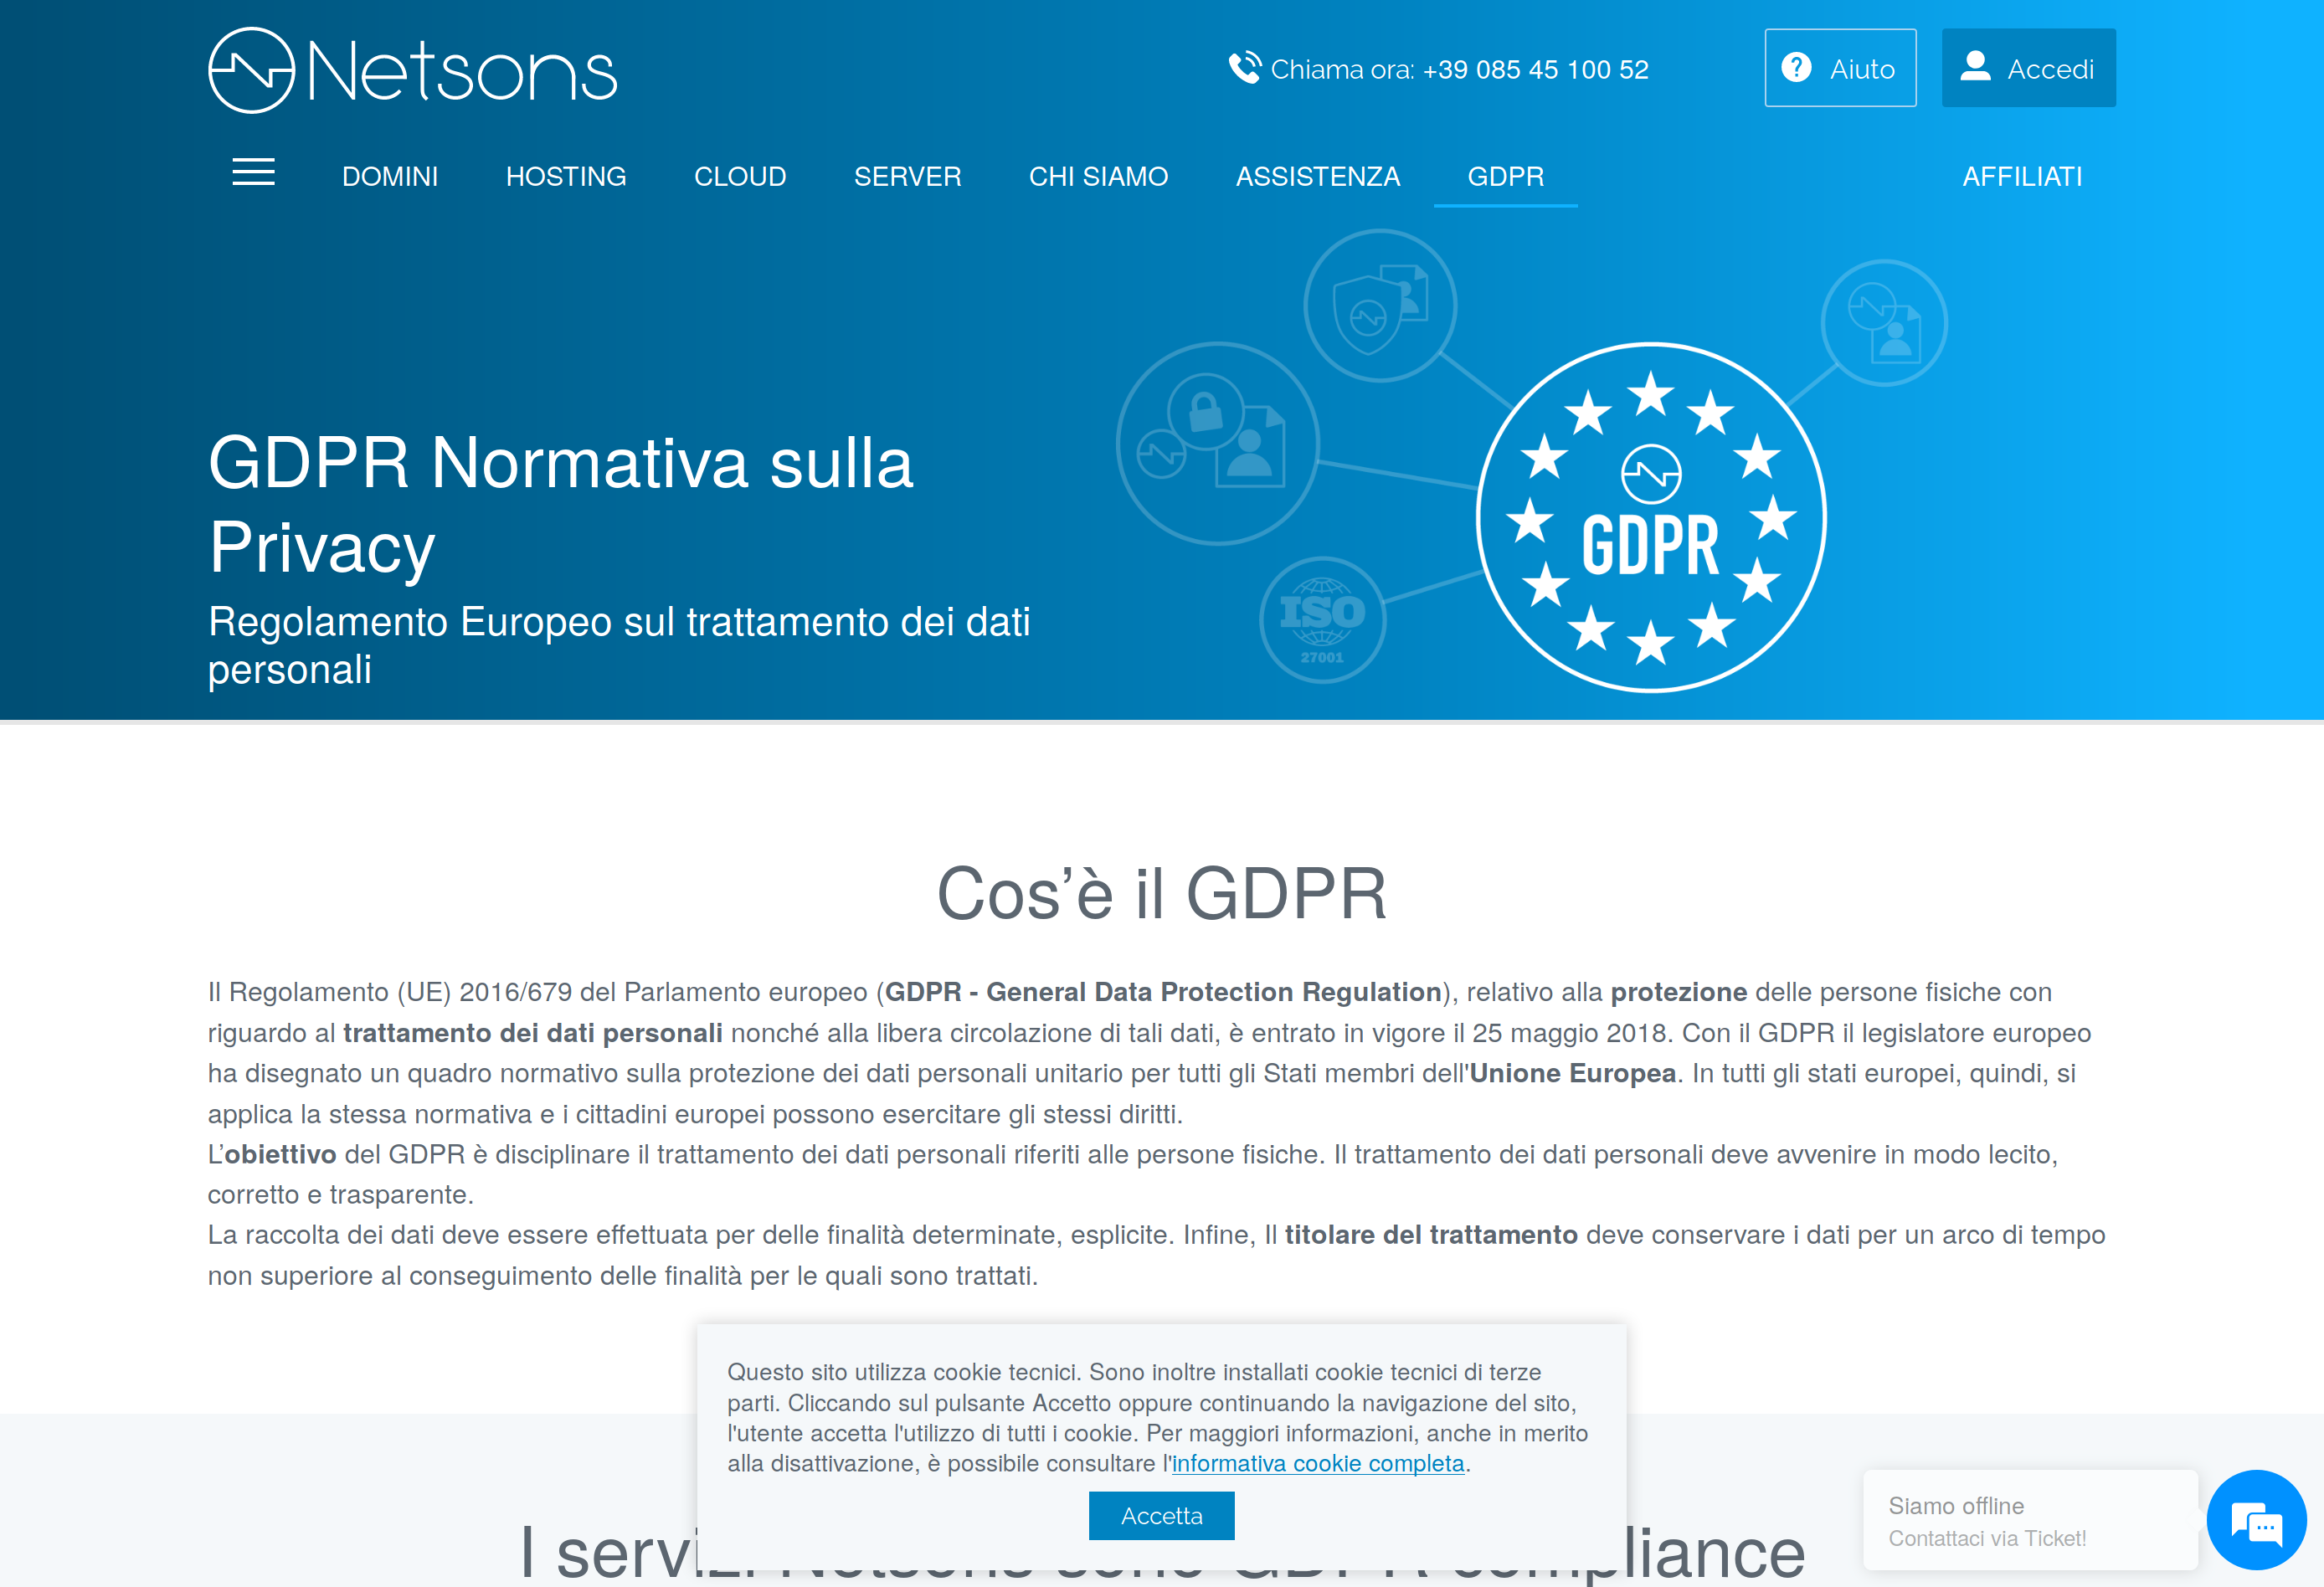 Netsons
Chiama ora: +39 085 45 100 52
Aiuto
Accedi
DOMINI
HOSTING
CLOUD
SERVER
CHI SIAMO
ASSISTENZA
GDPR
AFFILIATI
GDPR Normativa sulla
Privacy
Regolamento Europeo sul trattamento dei dati
personali
GDPR
ISO
27001
Cos’è il GDPR
Il Regolamento (UE) 2016/679 del Parlamento europeo (GDPR - General Data Protection Regulation), relativo alla protezione delle persone fisiche con
riguardo al trattamento dei dati personali nonché alla libera circolazione di tali dati, è entrato in vigore il 25 maggio 2018. Con il GDPR il legislatore europeo
ha disegnato un quadro normativo sulla protezione dei dati personali unitario per tutti gli Stati membri dell'Unione Europea. In tutti gli stati europei, quindi, si
applica la stessa normativa e i cittadini europei possono esercitare gli stessi diritti.
L’obiettivo del GDPR è disciplinare il trattamento dei dati personali riferiti alle persone fisiche. Il trattamento dei dati personali deve avvenire in modo lecito,
corretto e trasparente.
La raccolta dei dati deve essere effettuata per delle finalità determinate, esplicite. Infine, Il titolare del trattamento deve conservare i dati per un arco di tempo
non superiore al conseguimento delle finalità per le quali sono trattati.
Questo sito utilizza cookie tecnici. Sono inoltre installati cookie tecnici di terze
parti. Cliccando sul pulsante Accetto oppure continuando la navigazione del sito,
l'utente accetta l'utilizzo di tutti i cookie. Per maggiori informazioni, anche in merito
alla disattivazione, è possibile consultare l'informativa cookie completa.
Accetta
I servizi Netsons sono GDPR compliance
Siamo offline
Contattaci via Ticket!